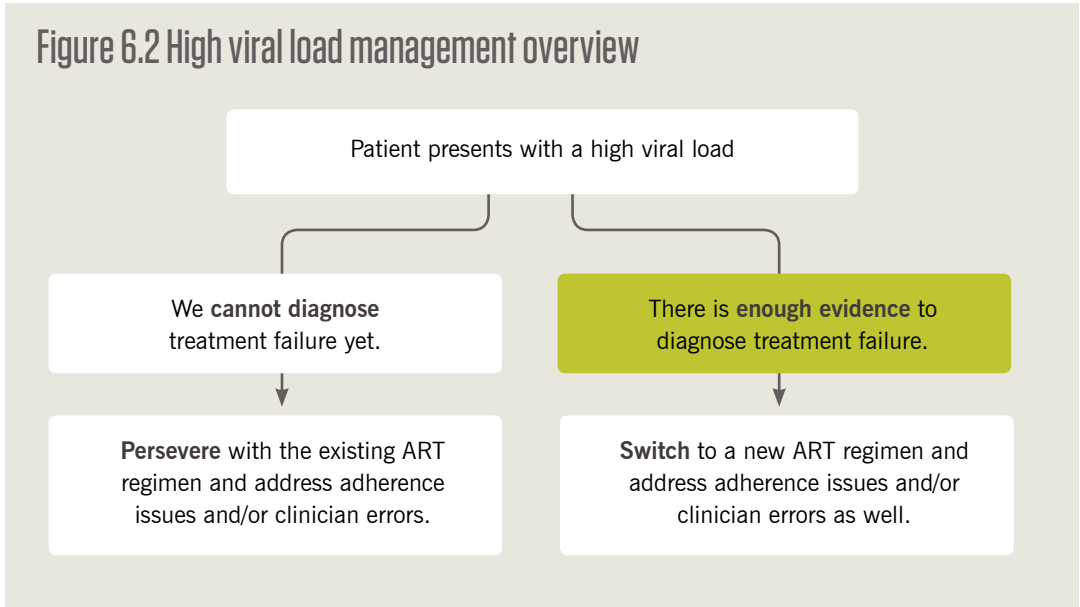 Figure 6.2 High viral load management overview
Patient presents with a high viral load
We cannot diagnose
treatment failure yet.
There is enough evidence to
diagnose treatment failure.
Persevere with the existing ART
regimen and address adherence
issues and/or clinician errors.
Switch to a new ART regimen and
address adherence issues and/or
clinician errors as well.